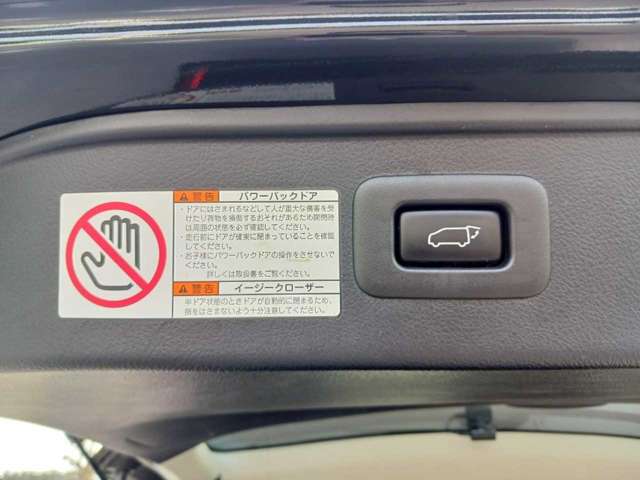 警告 パワーバックドア
・ドアにはさまれるなどして人が重大な傷害を受
けたり荷物を損傷するおそれがあるため開閉時
は周囲の状態を必ず確認してください。
・走行前にドアが確実に閉まっていることを確認
してください。
・お子様にパワーバックドアの操作をさせないで
ください。 詳しくは取扱書をご覧ください。
警告 イージークローザー
半ドア状態のときドアが自動的に閉まるため、
指をはさまないよう十分注意してください。